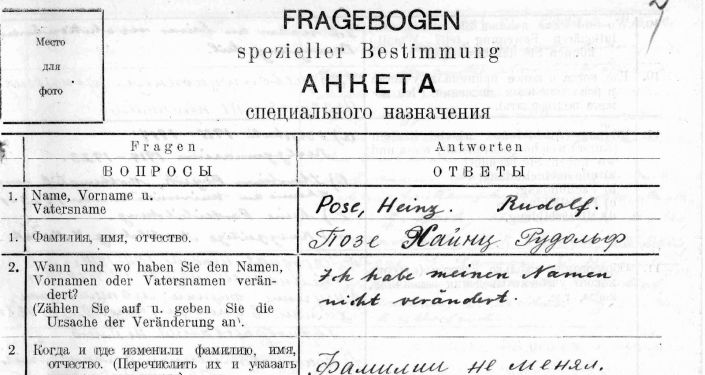 FRAGEBOGEN
spezieller Bestimmung
АНКЕТА
специального назначения
Место
для
фото
Fragen
Antworten
ВОПРОСЫ
ОТВЕТЫ
1. Name, Vorname u.
Vatersname
Pose, Heinz. Rudolf.
1. Фамилия, имя, отчество.
Позе Хайнц Рудольф
2. Wann und wo haben Sie den Namen,
Vornamen oder Vatersnamen verän-
dert?
(Zählen Sie auf u. geben Sie die
Ursache der Veränderung an).
Ich habe meinen Namen
nicht verändert.
2 Когда и где изменили фамилию, имя,
отчество. (Перечислить их и указать
Фамилии не менял.